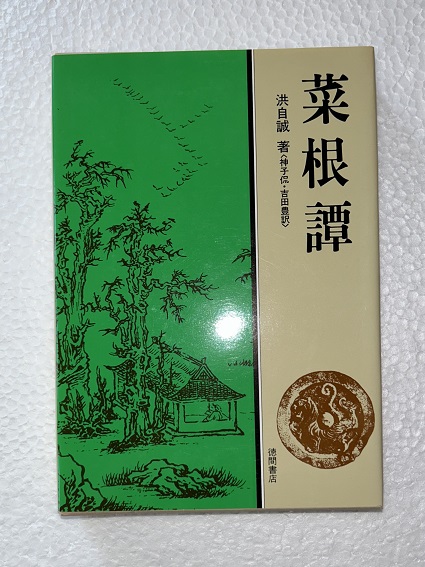 菜根譚
洪自誠 著
〈神子侃・吉田豊訳〉
徳間書店